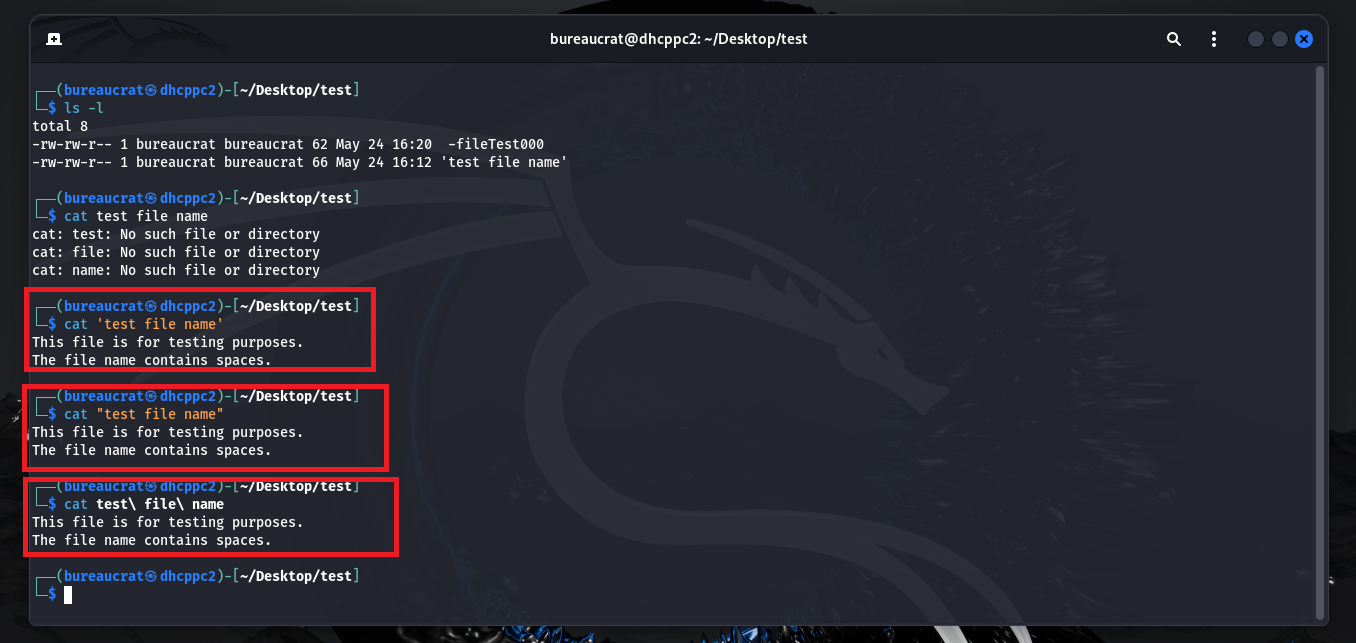 bureaucrat@dhcppc2: ~/Desktop/test
┌──(bureaucrat㉿dhcppc2)-[~/Desktop/test]
└─$ ls -l
total 8
-rw-rw-r-- 1 bureaucrat bureaucrat 62 May 24 16:20  -fileTest000
-rw-rw-r-- 1 bureaucrat bureaucrat 66 May 24 16:12 'test file name'
┌──(bureaucrat㉿dhcppc2)-[~/Desktop/test]
└─$ cat test file name
cat: test: No such file or directory
cat: file: No such file or directory
cat: name: No such file or directory
┌──(bureaucrat㉿dhcppc2)-[~/Desktop/test]
└─$ cat 'test file name'
This file is for testing purposes.
The file name contains spaces.
┌──(bureaucrat㉿dhcppc2)-[~/Desktop/test]
└─$ cat "test file name"
This file is for testing purposes.
The file name contains spaces.
┌──(bureaucrat㉿dhcppc2)-[~/Desktop/test]
└─$ cat test\ file\ name
This file is for testing purposes.
The file name contains spaces.
┌──(bureaucrat㉿dhcppc2)-[~/Desktop/test]
└─$